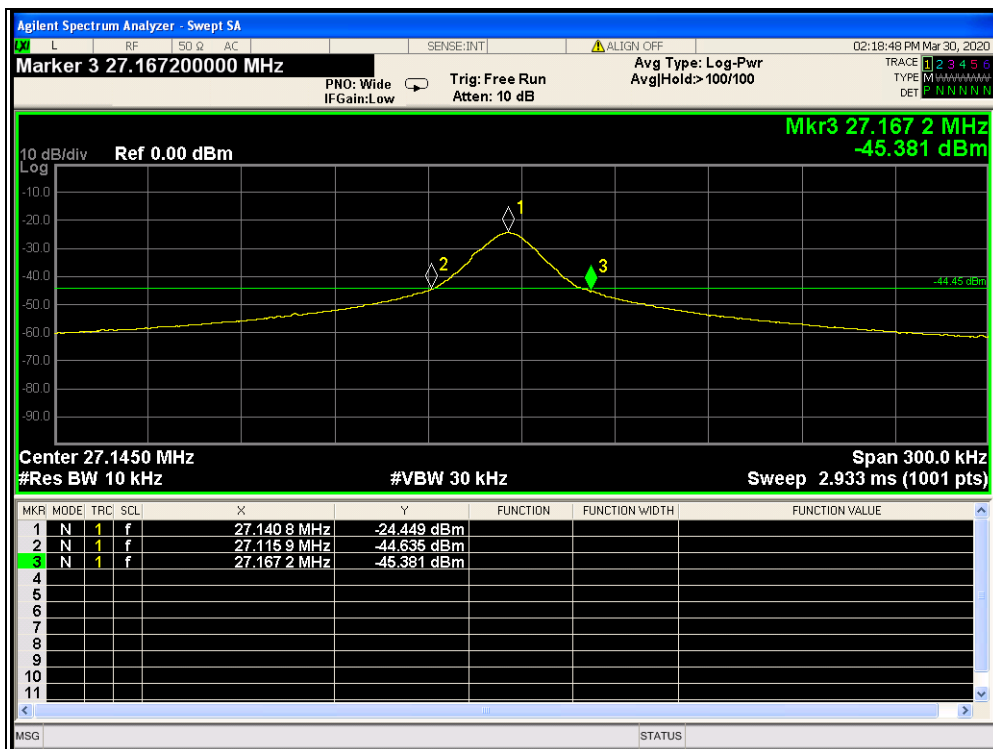 Agilent Spectrum Analyzer - Swept SA
LXI L RF 50 Ω AC SENSE:INT ALIGN OFF 02:18:48 PM Mar 30, 2020
Marker 3 27.167200000 MHz
PNO: Wide
IFGain:Low
Trig: Free Run
Atten: 10 dB
Avg Type: Log-Pwr
Avg|Hold:>100/100
TRACE 1 2 3 4 5 6
TYPE M
DET P N N N N N
Mkr3 27.167 2 MHz
-45.381 dBm
10 dB/div Ref 0.00 dBm
Log
-10.0
-20.0
-30.0
-40.0
-50.0
-60.0
-70.0
-80.0
-90.0
1
2
3
-44.45 dBm
Center 27.1450 MHz Span 300.0 kHz
#Res BW 10 kHz #VBW 30 kHz Sweep 2.933 ms (1001 pts)
MKR MODE TRC SCL X Y FUNCTION FUNCTION WIDTH FUNCTION VALUE
1 N 1 f 27.140 8 MHz -24.449 dBm
2 N 1 f 27.115 9 MHz -44.635 dBm
3 N 1 f 27.167 2 MHz -45.381 dBm
4
5
6
7
8
9
10
11
MSG STATUS